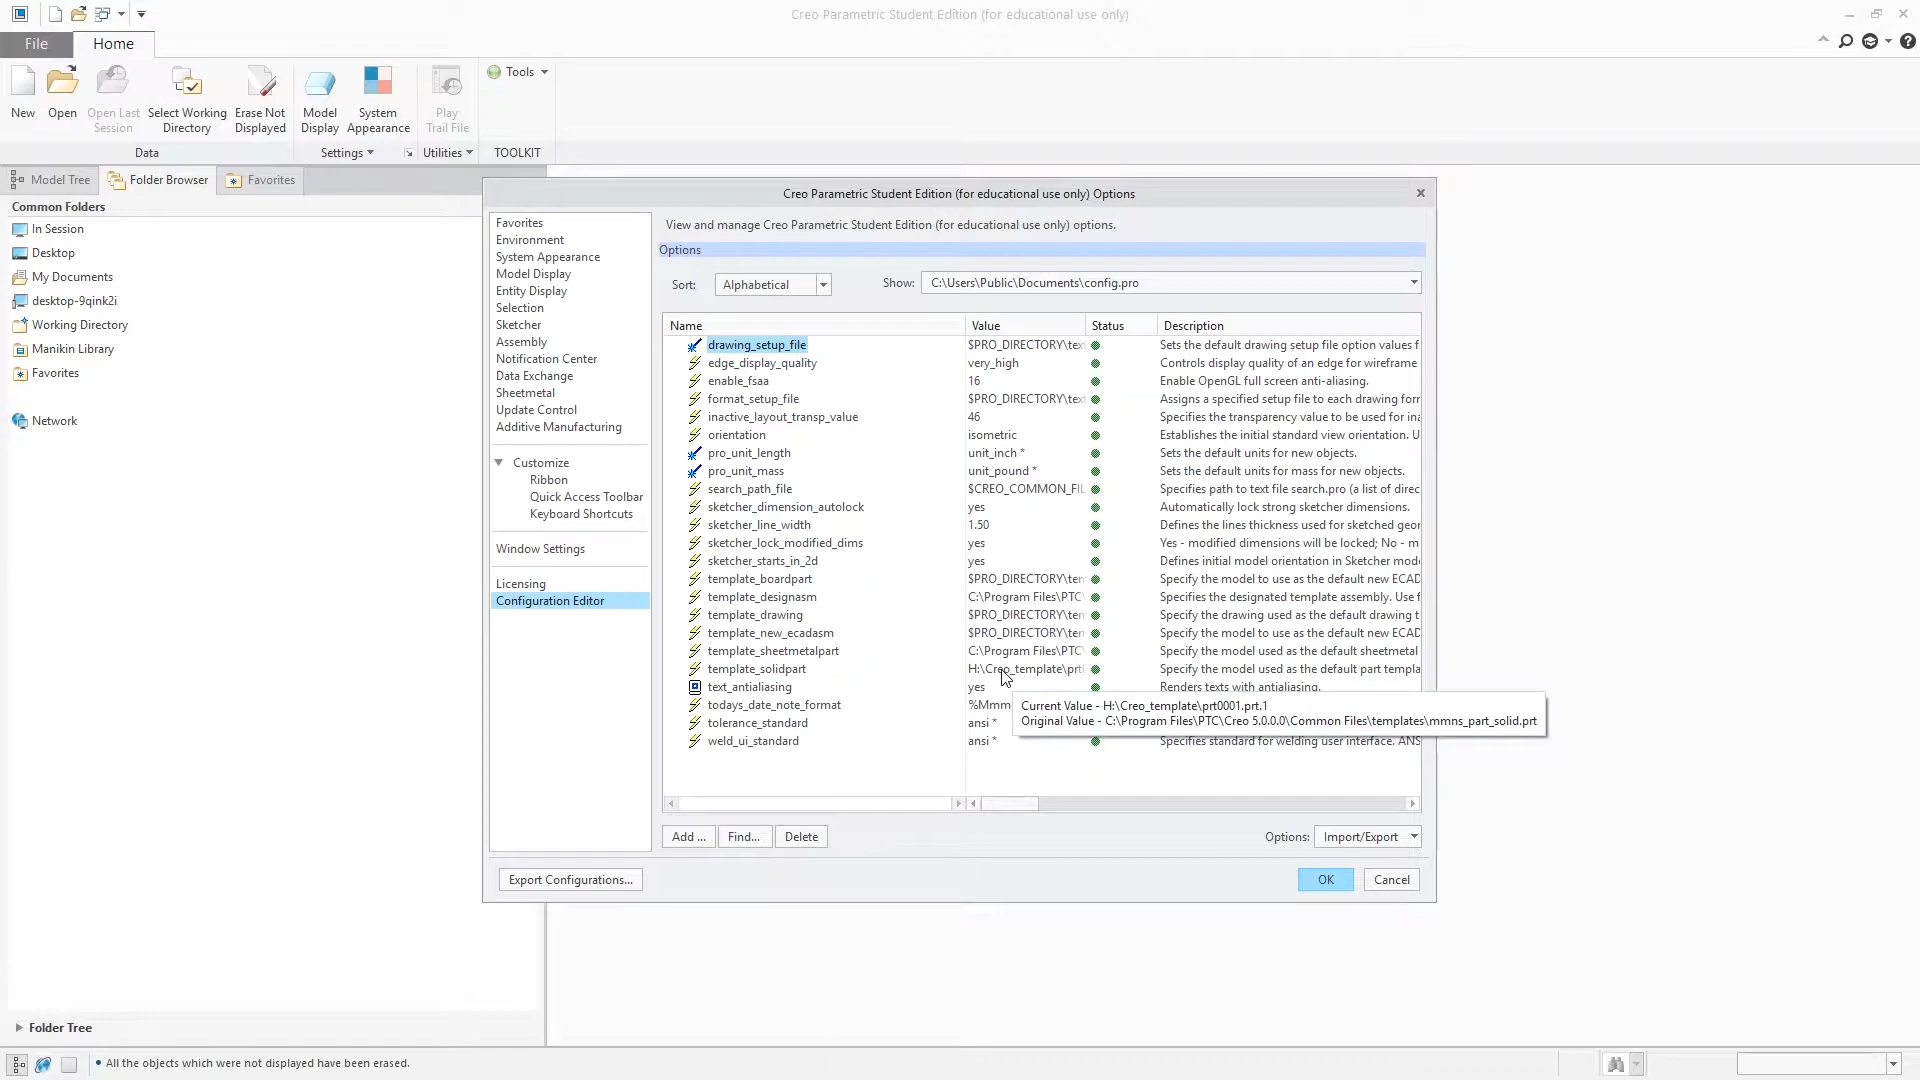 Creo Parametric Student Edition (for educational use only)
File
Home
New
Open
Open Last
Session
Select Working
Directory
Erase Not
Displayed
Model
Display
System
Appearance
Play
Trail File
Tools
Data
Settings
Utilities
TOOLKIT
Model Tree
Folder Browser
Favorites
Common Folders
In Session
Desktop
My Documents
desktop-9qink2i
Working Directory
Manikin Library
Favorites
Network
Folder Tree
Creo Parametric Student Edition (for educational use only) Options
Favorites
Environment
System Appearance
Model Display
Entity Display
Selection
Sketcher
Assembly
Notification Center
Data Exchange
Sheetmetal
Update Control
Additive Manufacturing
Customize
Ribbon
Quick Access Toolbar
Keyboard Shortcuts
Window Settings
Licensing
Configuration Editor
View and manage Creo Parametric Student Edition (for educational use only) options.
Options
Sort: Alphabetical Show: C:\Users\Public\Documents\config.pro
Name Value Status Description
drawing_setup_file $PRO_DIRECTORY\tex Sets the default drawing setup file option values f
edge_display_quality very_high Controls display quality of an edge for wireframe
enable_fsaa 16 Enable OpenGL full screen anti-aliasing.
format_setup_file $PRO_DIRECTORY\tex Assigns a specified setup file to each drawing for
inactive_layout_transp_value 46 Specifies the transparency value to be used for ina
orientation isometric Establishes the initial standard view orientation. U
pro_unit_length unit_inch * Sets the default units for new objects.
pro_unit_mass unit_pound * Sets the default units for mass for new objects.
search_path_file $CREO_COMMON_FIL Specifies path to text file search.pro (a list of direc
sketcher_dimension_autolock yes Automatically lock strong sketcher dimensions.
sketcher_line_width 1.50 Defines the lines thickness used for sketched geo
sketcher_lock_modified_dims yes Yes - modified dimensions will be locked; No - m
sketcher_starts_in_2d yes Defines initial model orientation in Sketcher mod
template_boardpart $PRO_DIRECTORY\ten Specify the model to use as the default new ECAD
template_designasm C:\Program Files\PTC\ Specifies the designated template assembly. Use f
template_drawing $PRO_DIRECTORY\ten Specify the drawing used as the default drawing t
template_new_ecadasm $PRO_DIRECTORY\ten Specify the model to use as the default new ECAD
template_sheetmetalpart C:\Program Files\PTC\ Specify the model used as the default sheetmetal
template_solidpart H:\Creo_template\prt Specify the model used as the default part templa
text_antialiasing yes Renders texts with antialiasing.
todays_date_note_format %Mmm
tolerance_standard ansi *
weld_ui_standard ansi * Specifies standard for welding user interface. ANS
Current Value - H:\Creo_template\prt0001.prt.1
Original Value - C:\Program Files\PTC\Creo 5.0.0.0\Common Files\templates\mmns_part_solid.prt
Add ...
Find...
Delete
Options: Import/Export
Export Configurations...
OK
Cancel
• All the objects which were not displayed have been erased.